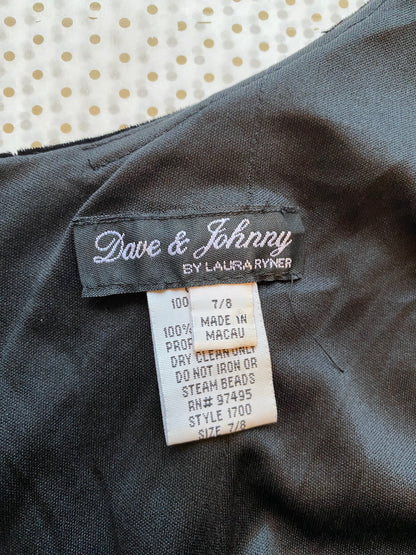 Dave & Johnny
BY LAURA RYNER
7/8
MADE IN
MACAU
100
100%
PROF
DRY CLEAN ONLY
DO NOT IRON OR
STEAM BEADS
RN# 97495
STYLE 1700
SIZE 7/8